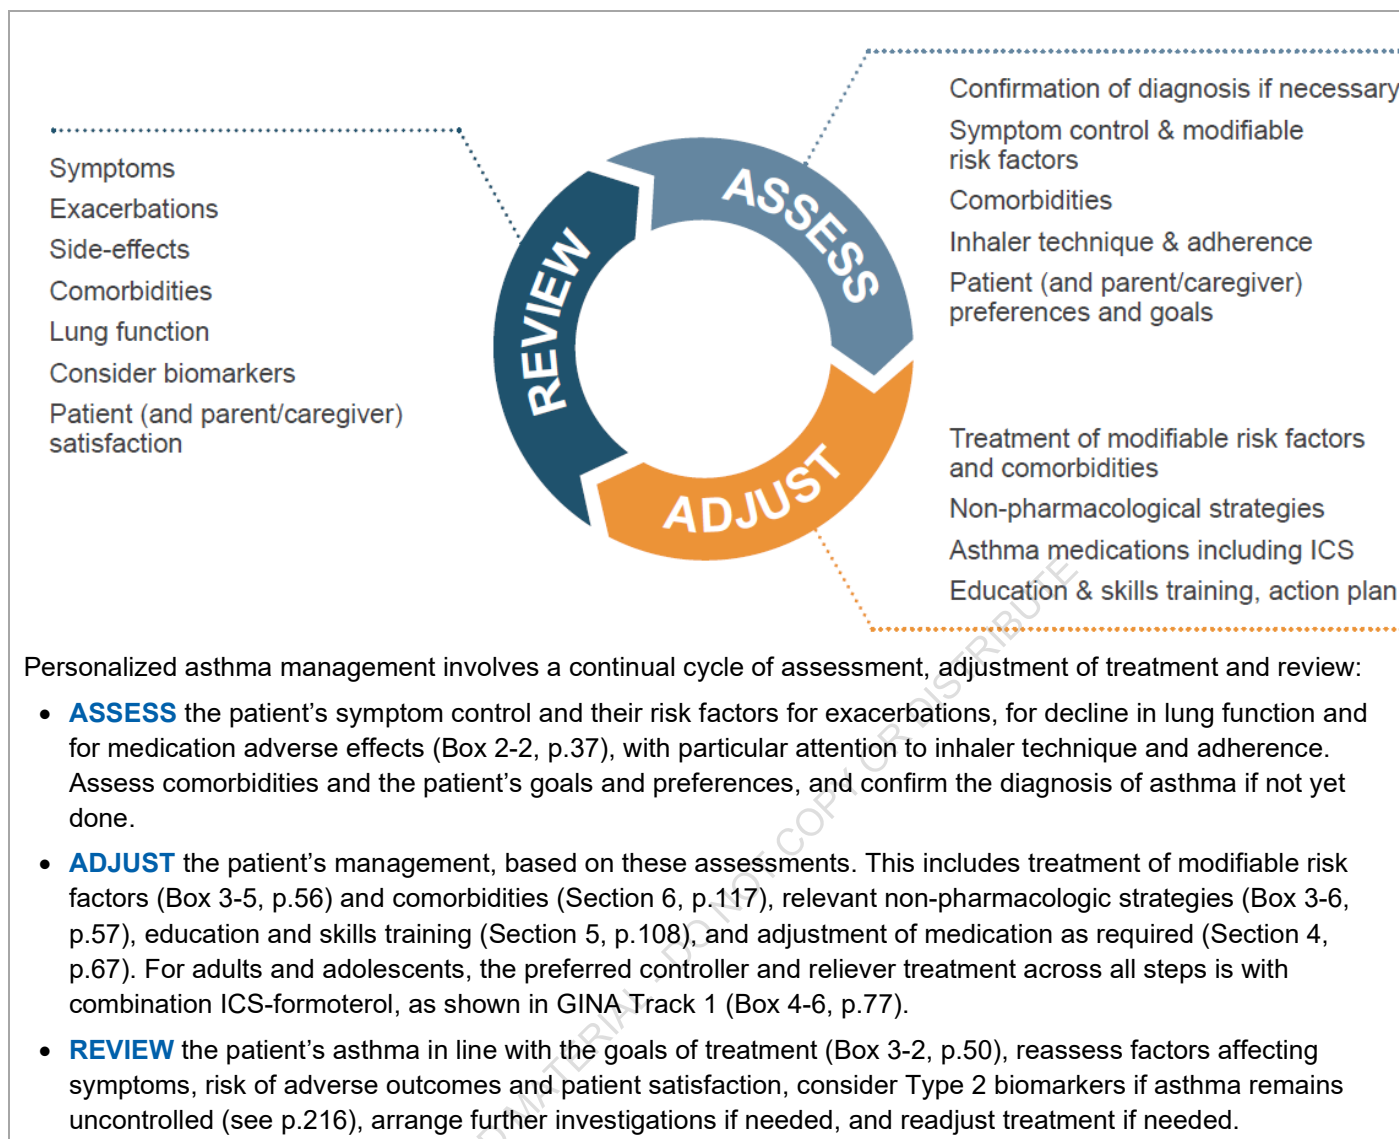 Symptoms
Exacerbations
Side-effects
Comorbidities
Lung function
Consider biomarkers
Patient (and parent/caregiver)
satisfaction
REVIEW
ASSESS
ADJUST
Confirmation of diagnosis if necessary
Symptom control & modifiable
risk factors
Comorbidities
Inhaler technique & adherence
Patient (and parent/caregiver)
preferences and goals
Treatment of modifiable risk factors
and comorbidities
Non-pharmacological strategies
Asthma medications including ICS
Education & skills training, action plan
Personalized asthma management involves a continual cycle of assessment, adjustment of treatment and review:
• ASSESS the patient’s symptom control and their risk factors for exacerbations, for decline in lung function and
for medication adverse effects (Box 2-2, p.37), with particular attention to inhaler technique and adherence.
Assess comorbidities and the patient’s goals and preferences, and confirm the diagnosis of asthma if not yet
done.
• ADJUST the patient’s management, based on these assessments. This includes treatment of modifiable risk
factors (Box 3-5, p.56) and comorbidities (Section 6, p.117), relevant non-pharmacologic strategies (Box 3-6,
p.57), education and skills training (Section 5, p.108), and adjustment of medication as required (Section 4,
p.67). For adults and adolescents, the preferred controller and reliever treatment across all steps is with
combination ICS-formoterol, as shown in GINA Track 1 (Box 4-6, p.77).
• REVIEW the patient’s asthma in line with the goals of treatment (Box 3-2, p.50), reassess factors affecting
symptoms, risk of adverse outcomes and patient satisfaction, consider Type 2 biomarkers if asthma remains
uncontrolled (see p.216), arrange further investigations if needed, and readjust treatment if needed.
MATERIAL - DO NOT COPY OR DISTRIBUTE